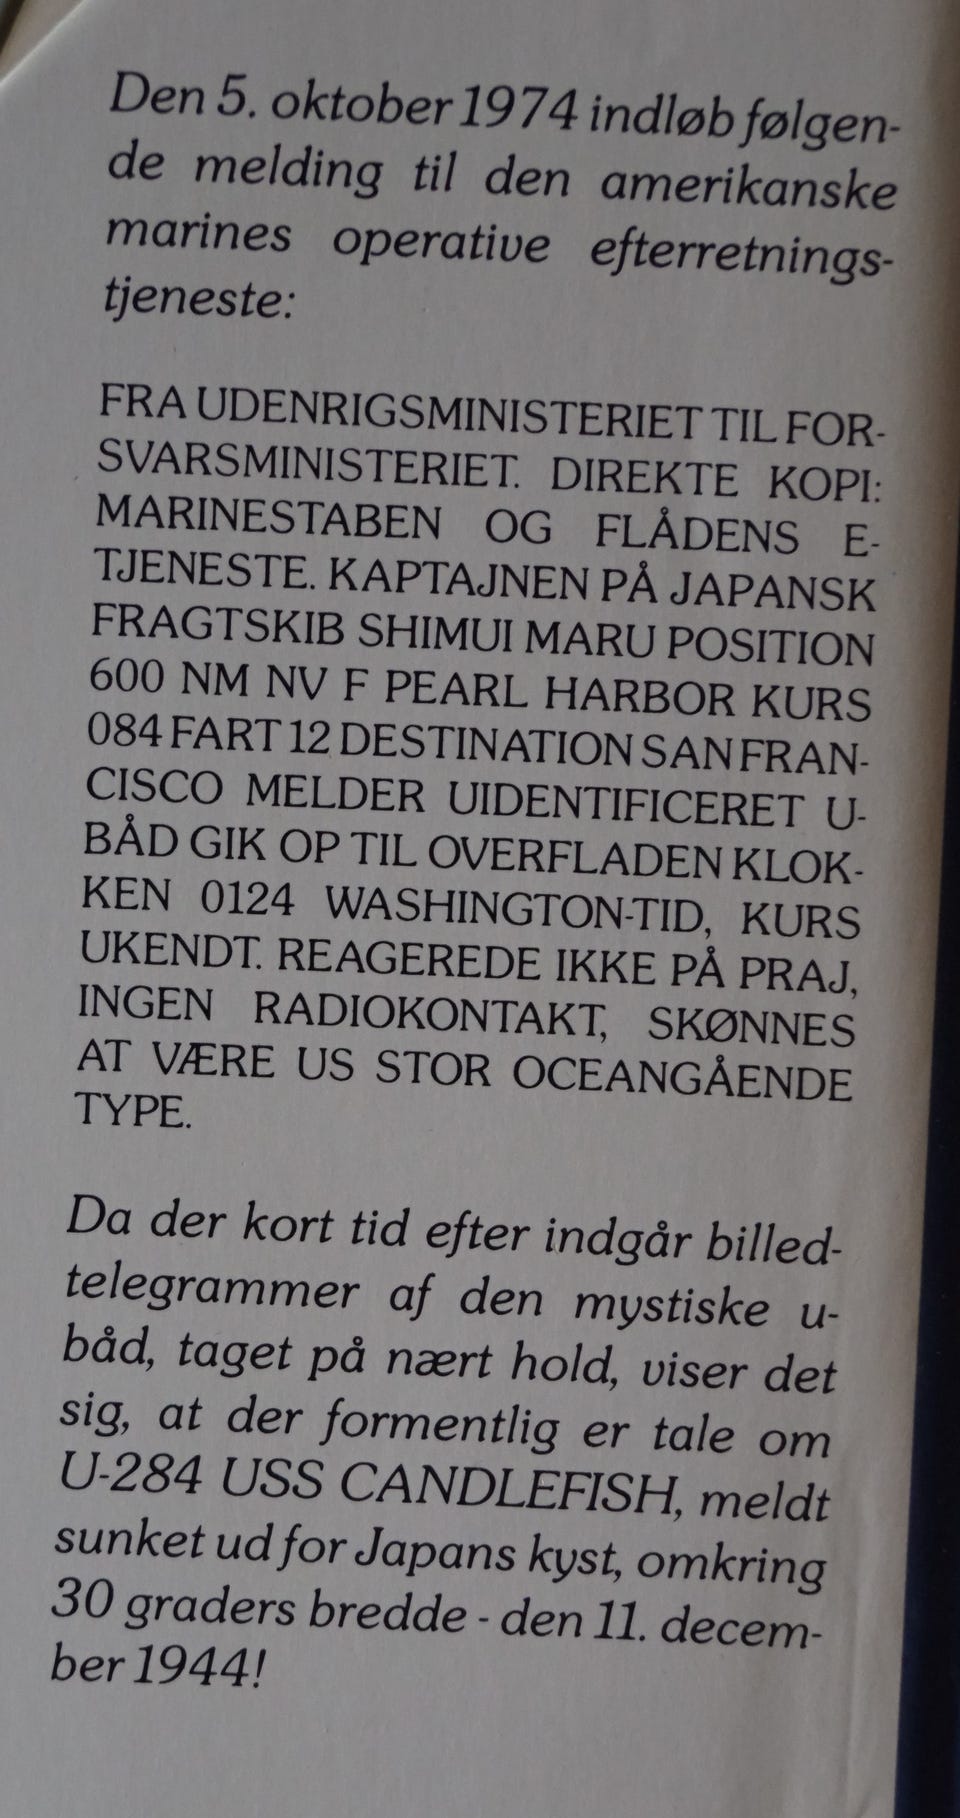 Den 5. oktober 1974 indløb følgen-
de melding til den amerikanske
marines operative efterretnings-
tjeneste:
FRA UDENRIGSMINISTERIET TIL FOR-
SVARSMINISTERIET. DIREKTE KOPI:
MARINESTABEN OG FLÅDENS E-
TJENESTE. KAPTAJNEN PÅ JAPANSK
FRAGTSKIB SHIMUI MARU POSITION
600 NM NV F PEARL HARBOR KURS
084 FART 12 DESTINATION SAN FRAN-
CISCO MELDER UIDENTIFICERET U-
BÅD GIK OP TIL OVERFLADEN KLOK-
KEN 0124 WASHINGTON-TID, KURS
UKENDT. REAGEREDE IKKE PÅ PRAJ,
INGEN RADIOKONTAKT, SKØNNES
AT VÆRE US STOR OCEANGÅENDE
TYPE.
Da der kort tid efter indgår billed-
telegrammer af den mystiske u-
båd, taget på nært hold, viser det
sig, at der formentlig er tale om
U-284 USS CANDLEFISH, meldt
sunket ud for Japans kyst, omkring
30 graders bredde - den 11. decem-
ber 1944!